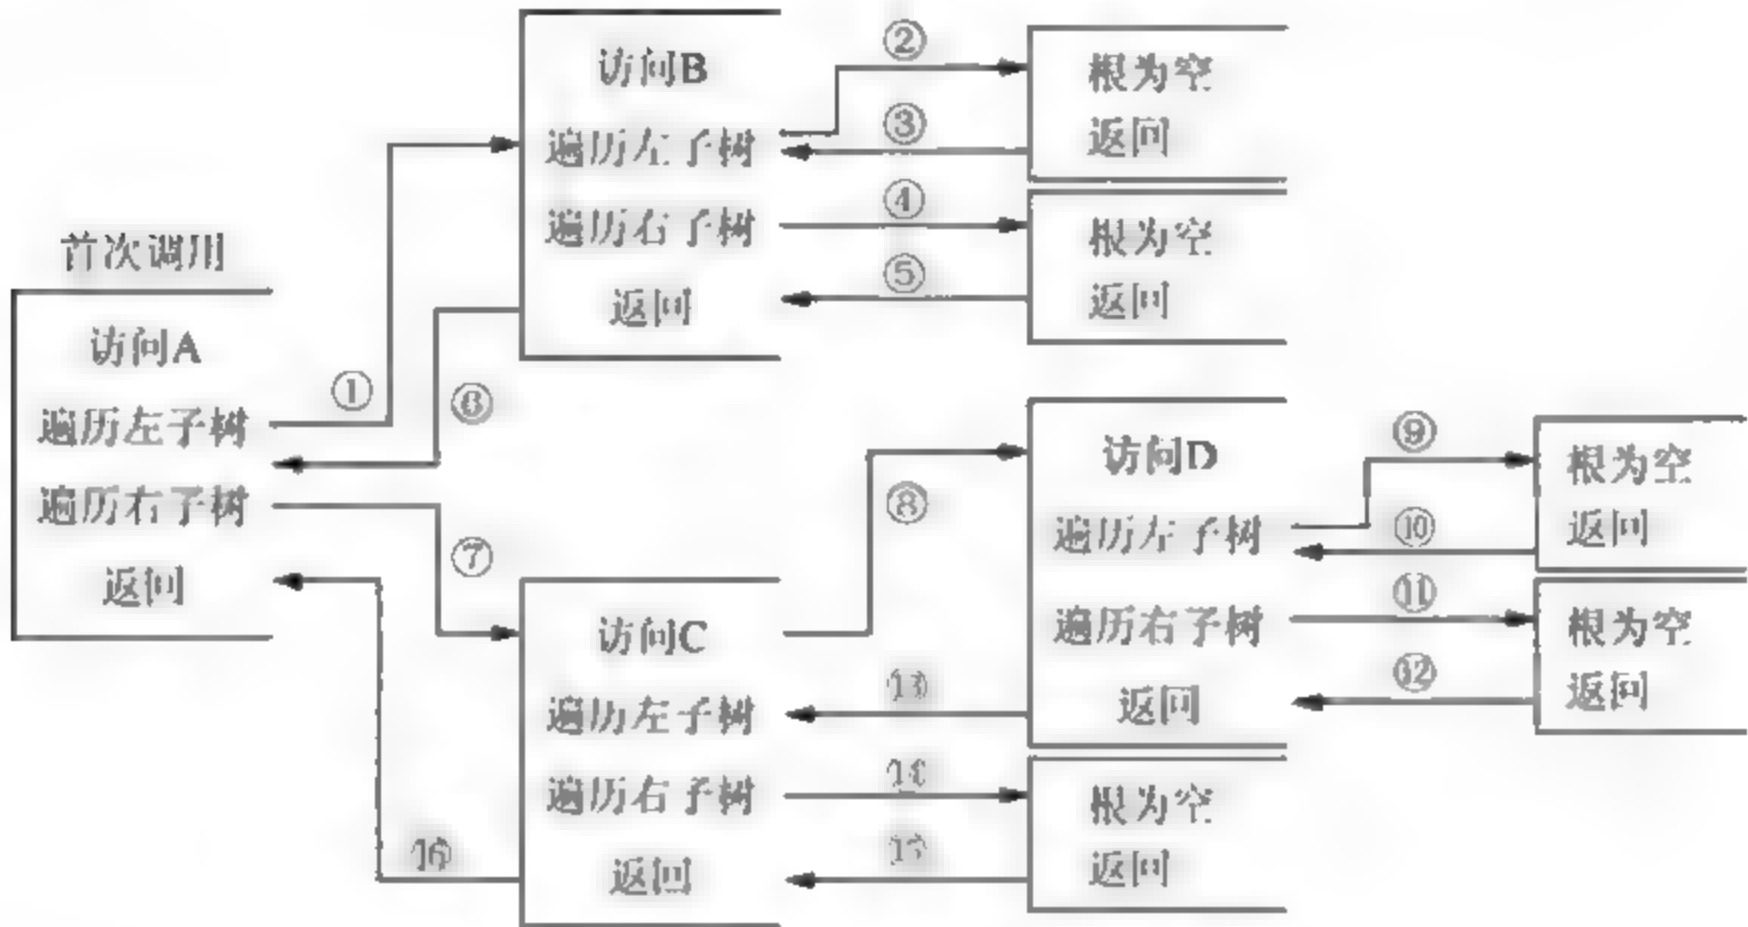 首次调用
访问A
遍历左子树
遍历右子树
返回
①
⑥
⑦
⑯
访问B
遍历左子树
遍历右子树
返回
②
③
④
⑤
根为空
返回
根为空
返回
访问C
遍历左子树
遍历右子树
返回
⑧
⑬
⑭
⑮
访问D
遍历左子树
遍历右子树
返回
根为空
返回
⑨
⑩
⑪
⑫
根为空
返回
根为空
返回